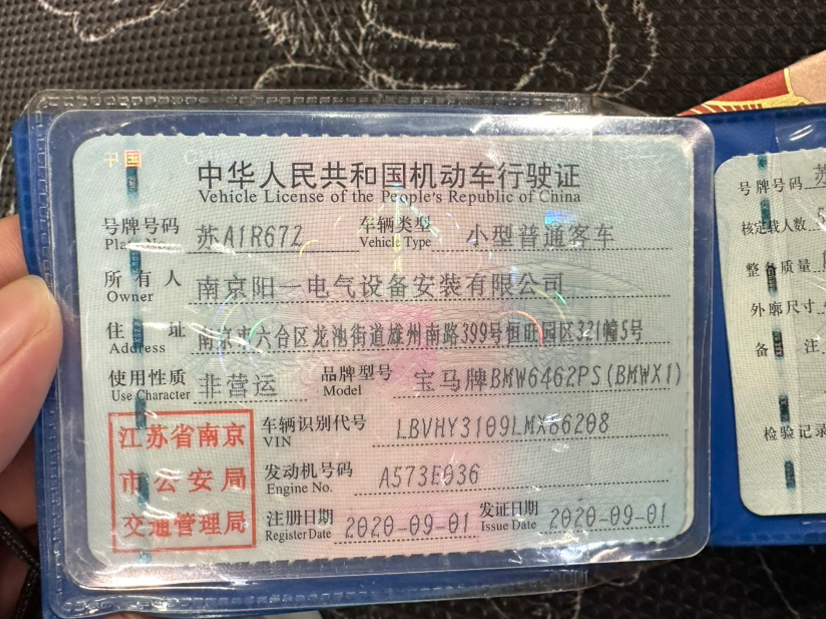 中国
中华人民共和国机动车行驶证
Vehicle License of the People's Republic of China
号牌号码 Plate No. 苏A1R67Z 车辆类型 Vehicle Type 小型普通客车
所有人 Owner 南京阳一电气设备安装有限公司
住址 Address 南京市六合区龙池街道雄州南路399号恒旺园区321幢5号
使用性质 Use Character 非营运 品牌型号 Model 宝马牌BMW6462PS(BMWX1)
江苏省南京
市公安局
交通管理局
车辆识别代号 VIN LBVHY3109LMX66208
发动机号码 Engine No. A573E036
注册日期 Register Date 2020-09-01 发证日期 Issue Date 2020-09-01
号牌号码 苏
核定载人数 5
整备质量
外廓尺寸
备注
检验记录